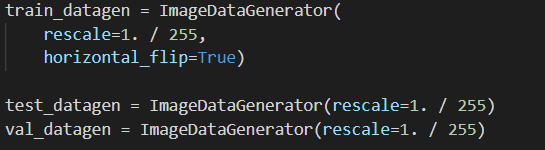 train_datagen = ImageDataGenerator(
    rescale=1. / 255,
    horizontal_flip=True)

test_datagen = ImageDataGenerator(rescale=1. / 255)
val_datagen = ImageDataGenerator(rescale=1. / 255)